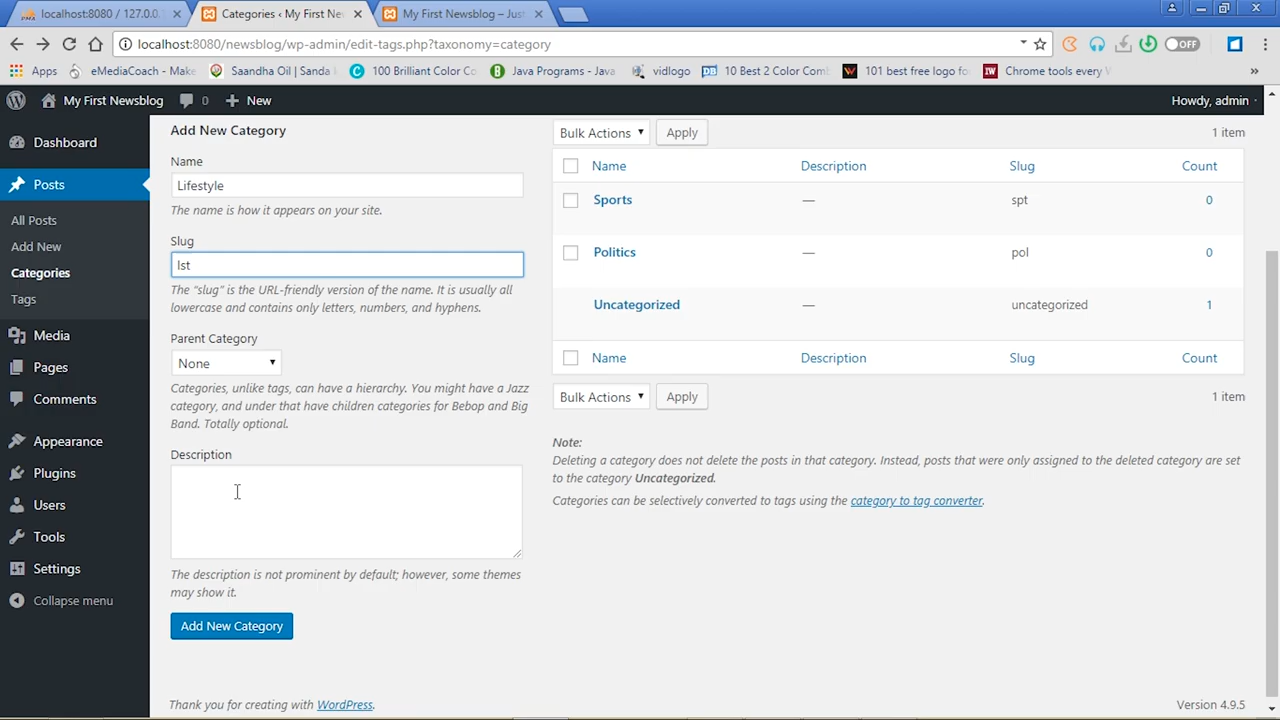 localhost:8080 / 127.0.0.
Categories ‹ My First New
My First Newsblog – Just
localhost:8080/newsblog/wp-admin/edit-tags.php?taxonomy=category
OFF
Apps
eMediaCoach - Make
Saandha Oil | Sanda
100 Brilliant Color Co
Java Programs - Java
vidlogo
10 Best 2 Color Comb
101 best free logo fo
Chrome tools every
»
My First Newsblog
0
New
Howdy, admin
Dashboard
Posts
All Posts
Add New
Categories
Tags
Media
Pages
Comments
Appearance
Plugins
Users
Tools
Settings
Collapse menu
Add New Category
Name
Lifestyle
The name is how it appears on your site.
Slug
lst
The “slug” is the URL-friendly version of the name. It is usually all
lowercase and contains only letters, numbers, and hyphens.
Parent Category
None
Categories, unlike tags, can have a hierarchy. You might have a Jazz
category, and under that have children categories for Bebop and Big
Band. Totally optional.
Description
The description is not prominent by default; however, some themes
may show it.
Add New Category
Bulk Actions Apply 1 item
Name Description Slug Count
Sports — spt 0
Politics — pol 0
Uncategorized — uncategorized 1
Name Description Slug Count
Bulk Actions Apply 1 item
Note:
Deleting a category does not delete the posts in that category. Instead, posts that were only assigned to the deleted category are set
to the category Uncategorized.
Categories can be selectively converted to tags using the category to tag converter.
Thank you for creating with WordPress.
Version 4.9.5